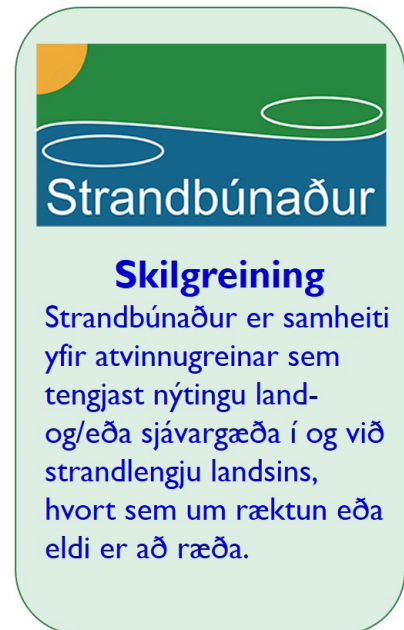 Strandbúnaður
Skilgreining
Strandbúnaður er samheiti
yfir atvinnugreinar sem
tengjast nýtingu land-
og/eða sjávargæða í og við
strandlengju landsins,
hvort sem um ræktun eða
eldi er að ræða.